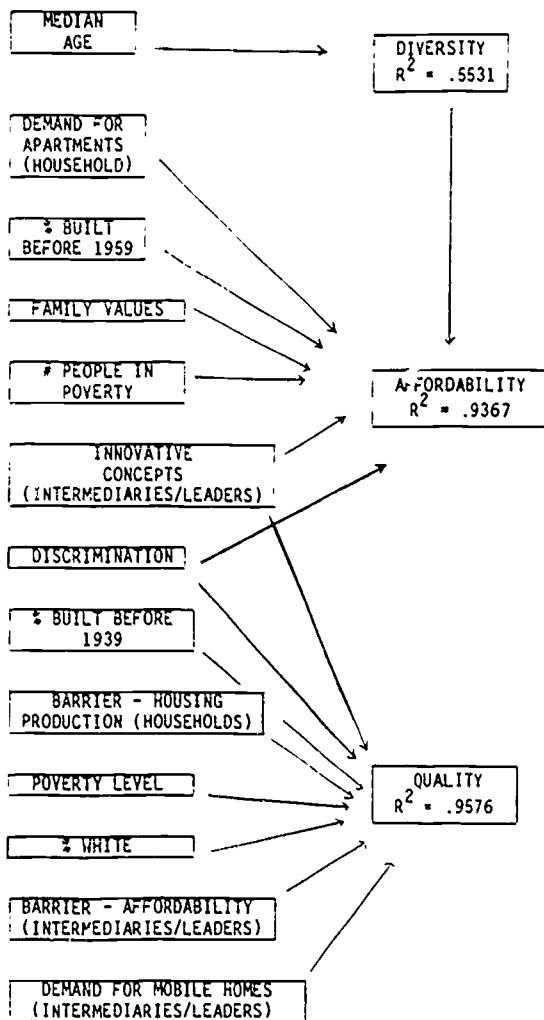 MEDIAN
AGE
DIVERSITY
R² = .5531
DEMAND FOR
APARTMENTS
(HOUSEHOLD)
% BUILT
BEFORE 1959
FAMILY VALUES
# PEOPLE IN
POVERTY
AFFORDABILITY
R² = .9367
INNOVATIVE
CONCEPTS
(INTERMEDIARIES/LEADERS)
DISCRIMINATION
% BUILT BEFORE
1939
BARRIER - HOUSING
PRODUCTION (HOUSEHOLDS)
POVERTY LEVEL
QUALITY
R² = .9576
% WHITE
BARRIER - AFFORDABILITY
(INTERMEDIARIES/LEADERS)
DEMAND FOR MOBILE HOMES
(INTERMEDIARIES/LEADERS)